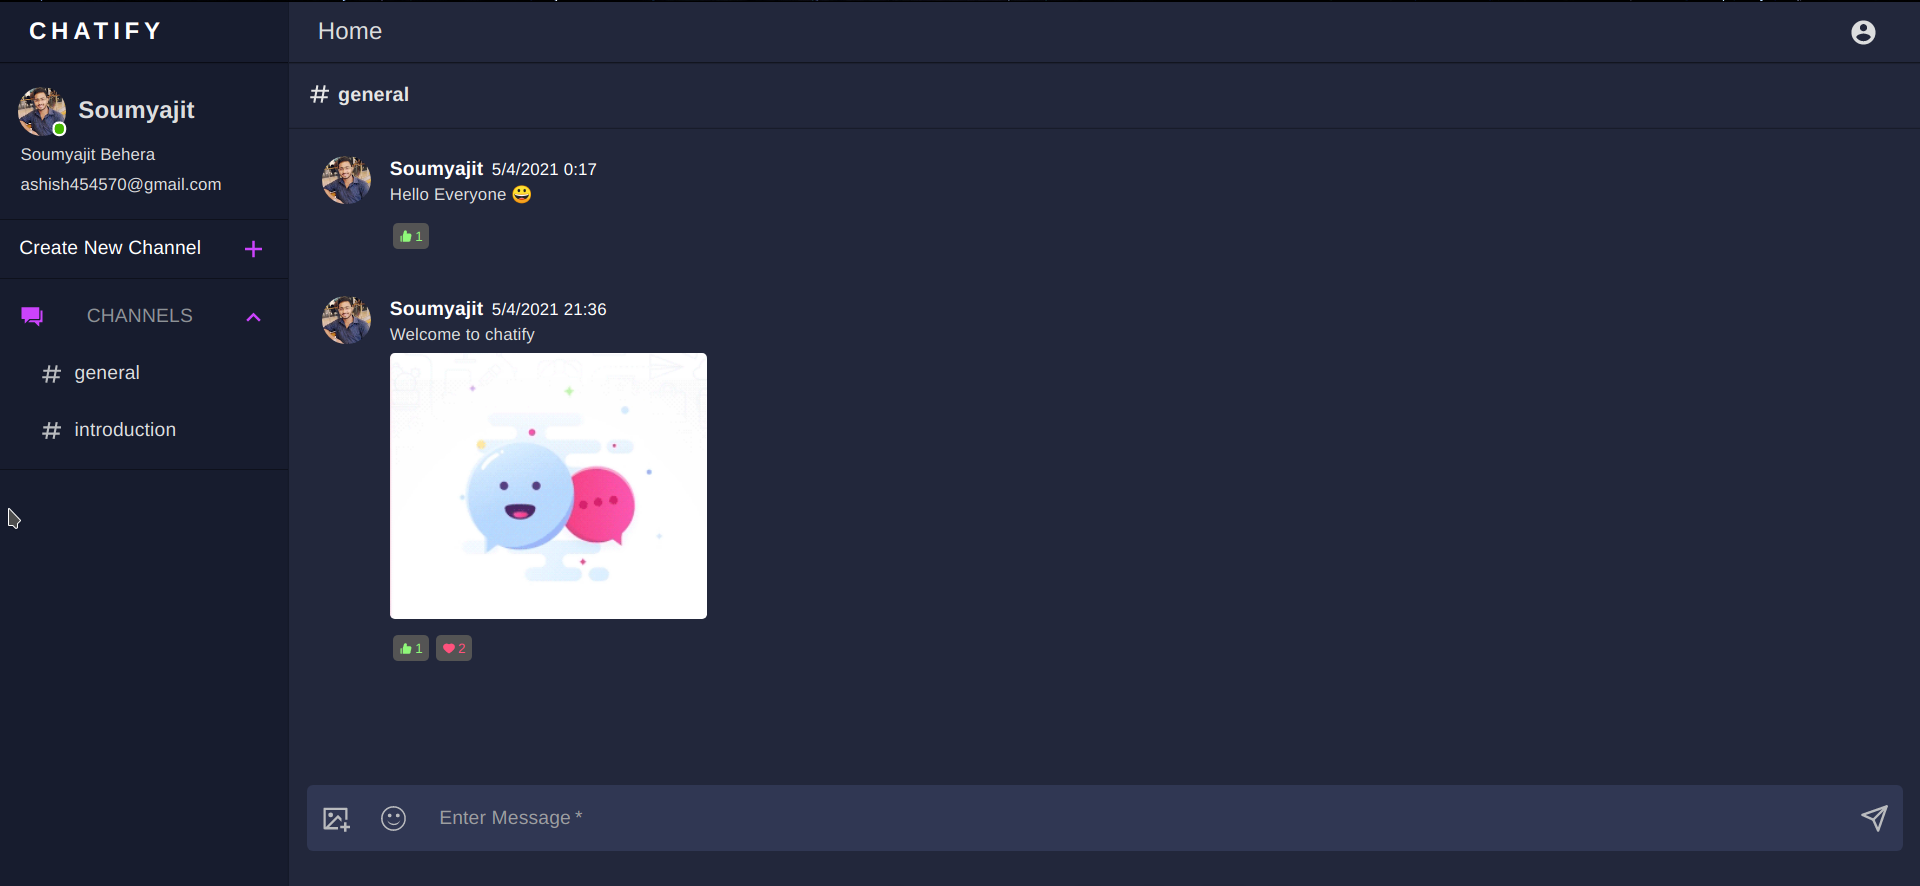 CHATIFY
Home
Soumyajit
Soumyajit Behera
ashish454570@gmail.com
Create New Channel
CHANNELS
# general
# introduction
# general
Soumyajit 5/4/2021 0:17
Hello Everyone 😀
1
Soumyajit 5/4/2021 21:36
Welcome to chatify
1 2
Enter Message *